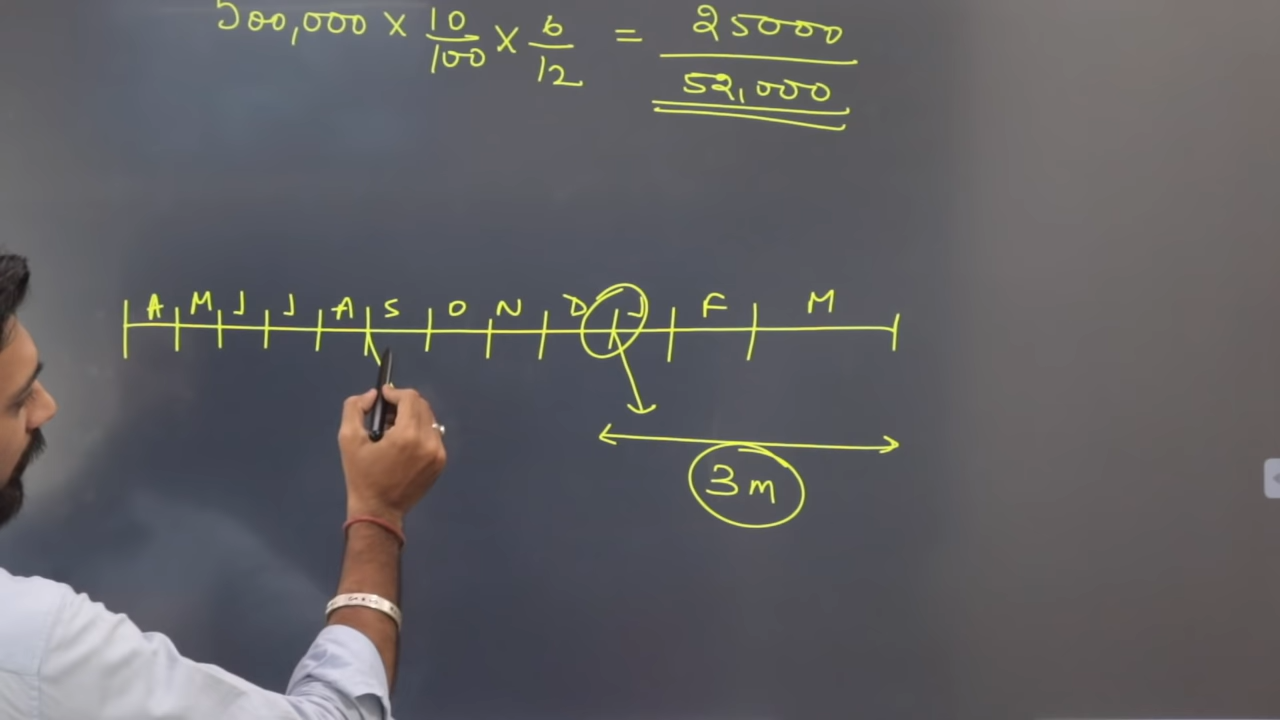 500,000 × 10/100 × 6/12 = 25000
52,000
A M J J A S O N D J F M
3m